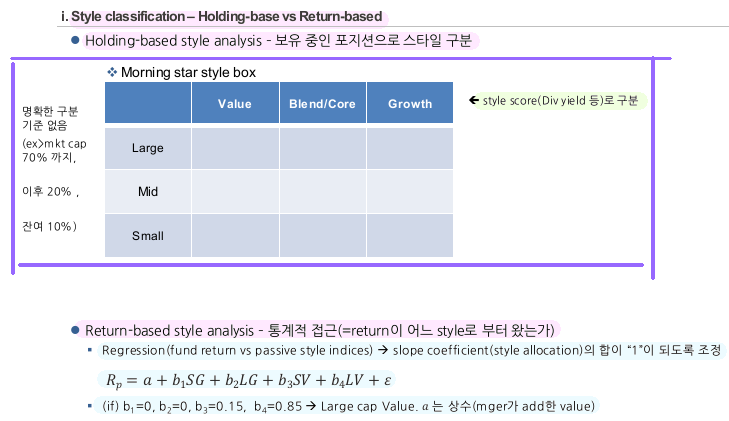 i. Style classification – Holding-base vs Return-based
● Holding-based style analysis - 보유 중인 포지션으로 스타일 구분
❖ Morning star style box
Value Blend/Core Growth
🡨 style score(Div yield 등)로 구분
명확한 구분
기준 없음
(ex>mkt cap
70% 까지,
이후 20% ,
잔여 10%)
Large
Mid
Small
● Return-based style analysis - 통계적 접근(=return이 어느 style로 부터 왔는가)
▪ Regression(fund return vs passive style indices) → slope coefficient(style allocation)의 합이 “1”이 되도록 조정
R_p = a + b_1SG + b_2LG + b_3SV + b_4LV + ε
▪ (if) b₁=0, b₂=0, b₃=0.15, b₄=0.85 → Large cap Value. a 는 상수(mger가 add한 value)